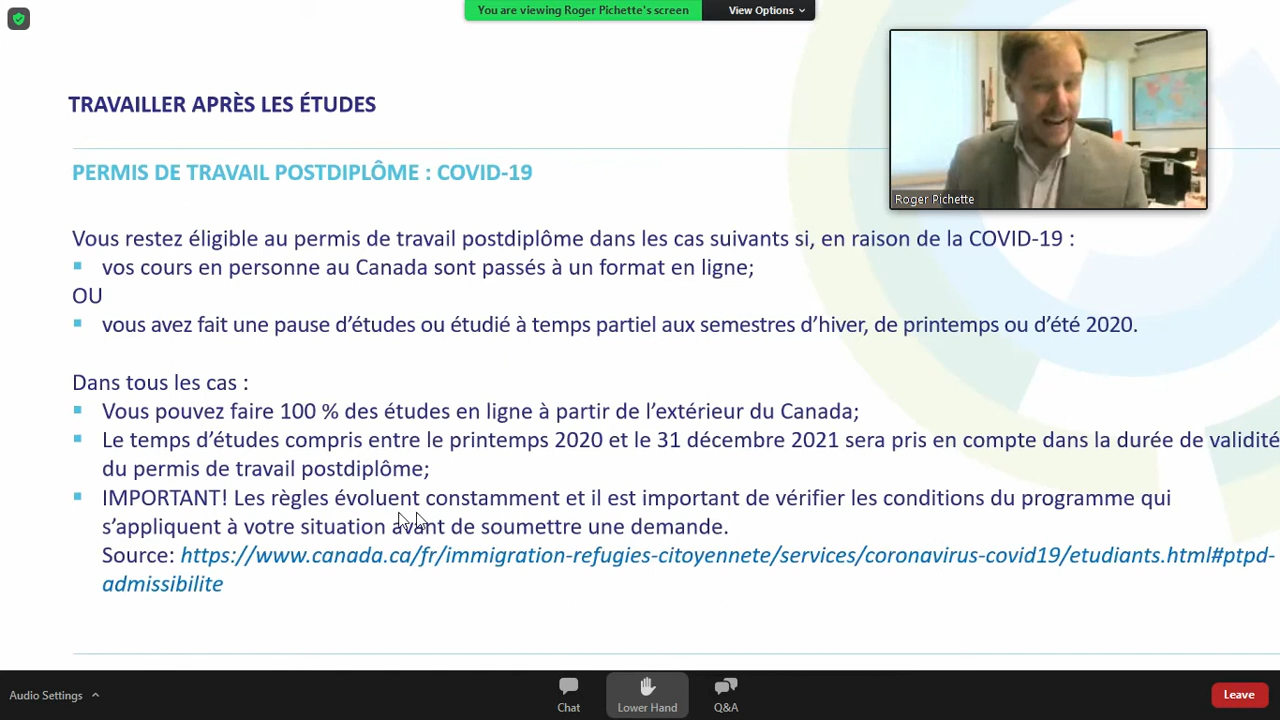 You are viewing Roger Pichette's screen
View Options
TRAVAILLER APRÈS LES ÉTUDES
PERMIS DE TRAVAIL POSTDIPLÔME : COVID-19
Roger Pichette
Vous restez éligible au permis de travail postdiplôme dans les cas suivants si, en raison de la COVID-19 :
vos cours en personne au Canada sont passés à un format en ligne;
OU
vous avez fait une pause d’études ou étudié à temps partiel aux semestres d’hiver, de printemps ou d’été 2020.
Dans tous les cas :
Vous pouvez faire 100 % des études en ligne à partir de l’extérieur du Canada;
Le temps d’études compris entre le printemps 2020 et le 31 décembre 2021 sera pris en compte dans la durée de validité
du permis de travail postdiplôme;
IMPORTANT! Les règles évoluent constamment et il est important de vérifier les conditions du programme qui
s’appliquent à votre situation avant de soumettre une demande.
Source: https://www.canada.ca/fr/immigration-refugies-citoyennete/services/coronavirus-covid19/etudiants.html#ptpd-
admissibilite
Audio Settings
Chat
Lower Hand
Q&A
Leave